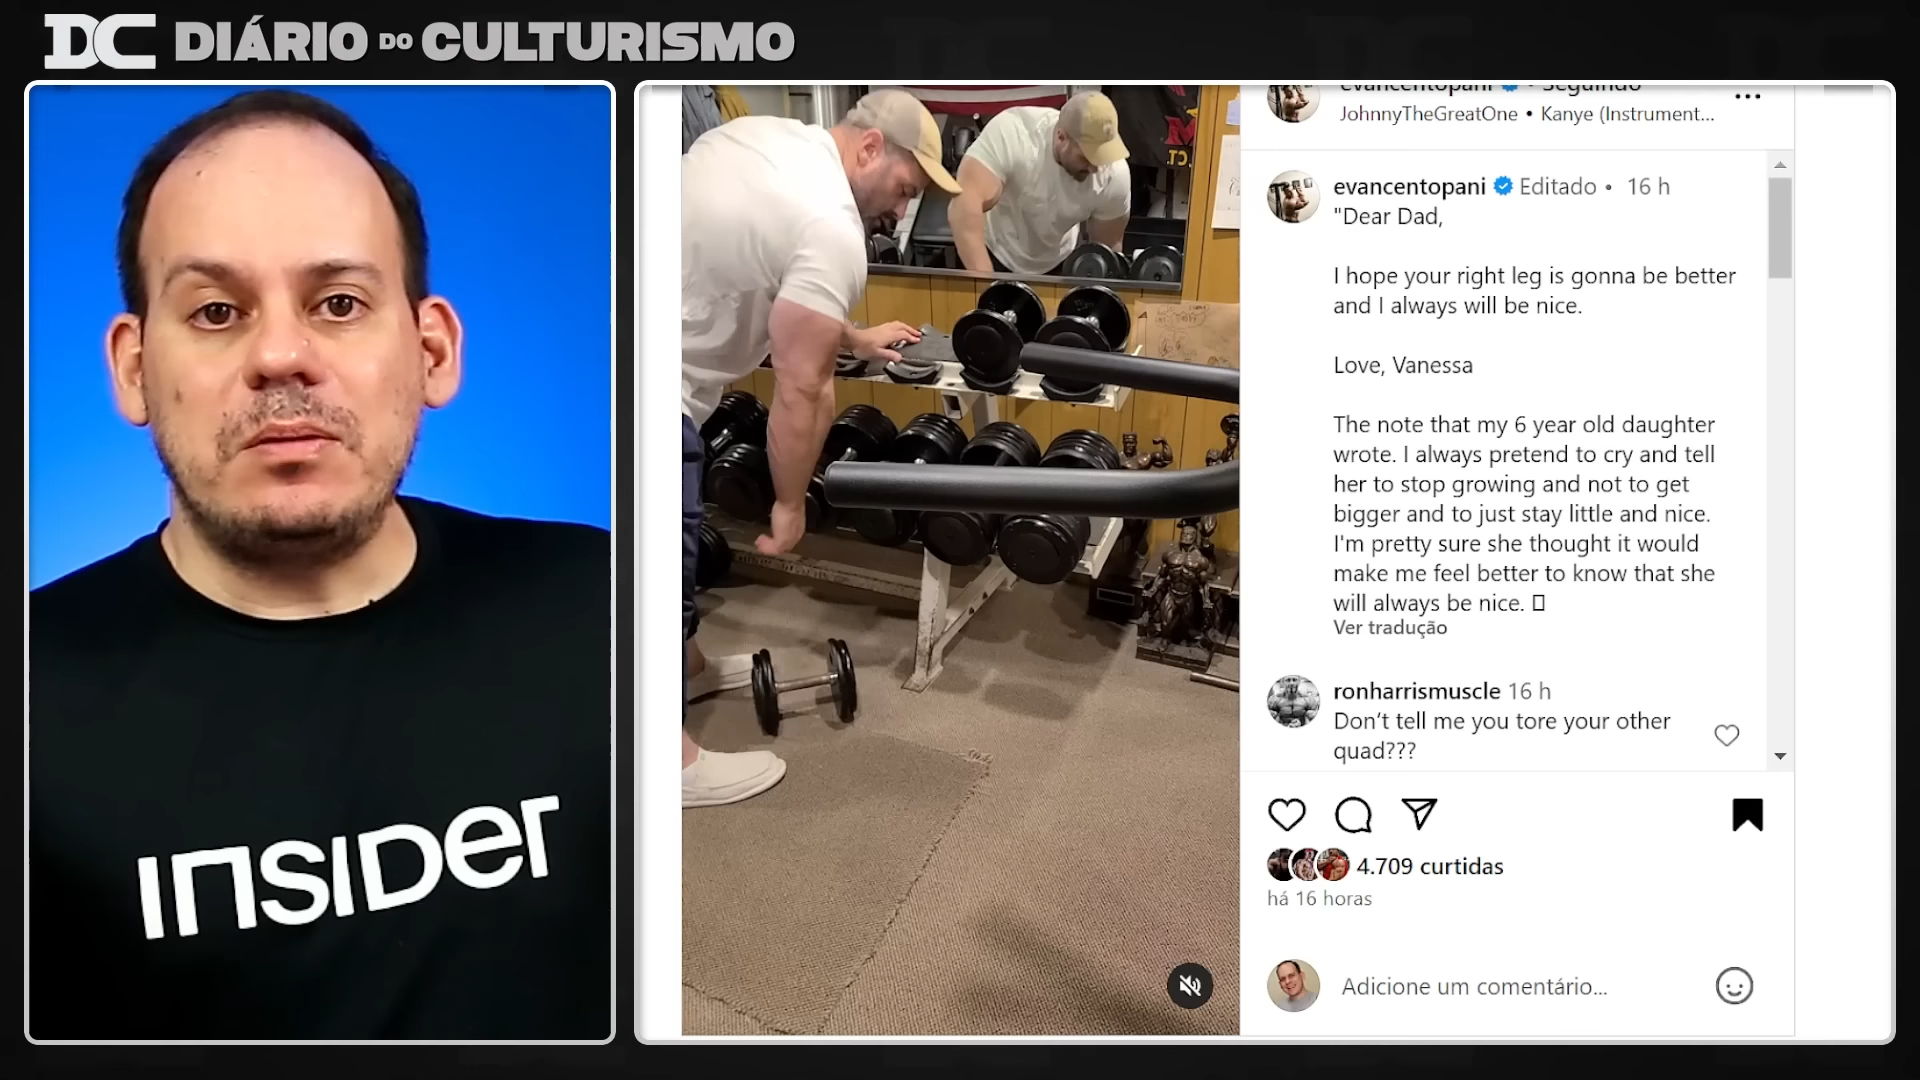 DC DIÁRIO DO CULTURISMO
INSIDER
evancentopani • Seguindo
JohnnyTheGreatOne • Kanye (Instrument...
evancentopani Editado • 16 h
"Dear Dad,
I hope your right leg is gonna be better
and I always will be nice.
Love, Vanessa
The note that my 6 year old daughter
wrote. I always pretend to cry and tell
her to stop growing and not to get
bigger and to just stay little and nice.
I'm pretty sure she thought it would
make me feel better to know that she
will always be nice.
Ver tradução
ronharrismuscle 16 h
Don't tell me you tore your other
quad???
4.709 curtidas
há 16 horas
Adicione um comentário...